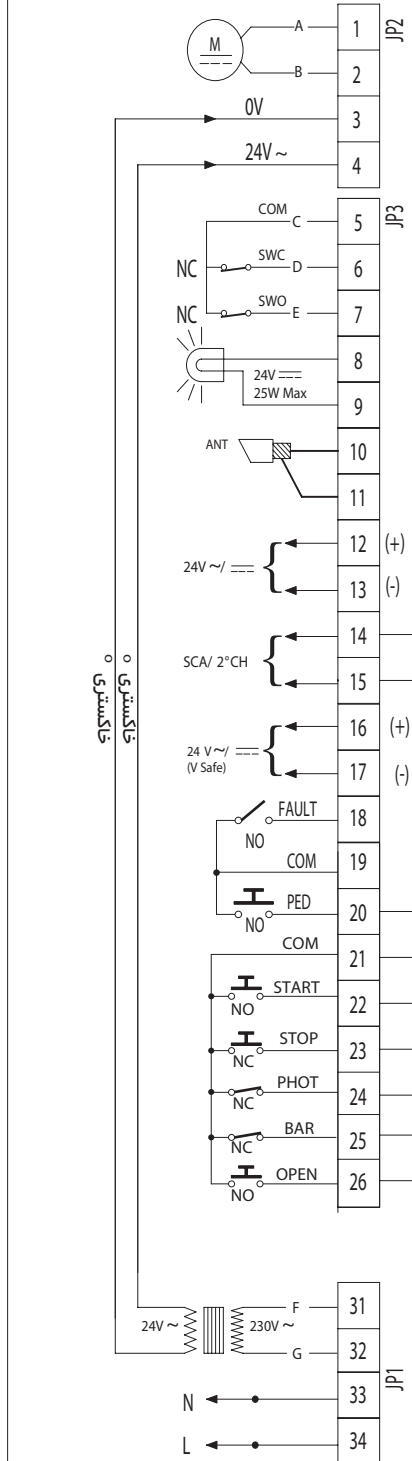 M
A 1 JP2
B 2
0V 3
24V ~ 4
COM C 5 JP3
NC SWC D 6
NC SWO E 7
8
24V
25W Max
9
ANT 10
11
12 (+)
24V ~/
13 (-)
14
SCA/ 2°CH
15
16 (+)
24 V ~/
(V Safe)
17 (-)
FAULT 18
NO
COM 19
PED 20
NO
COM 21
START 22
NO
STOP 23
NC
PHOT 24
NC
BAR 25
NC
OPEN 26
NO
خاکستری ه
خاکستری ه
24V ~ 230V ~ F 31
G 32
N 33 JP1
L 34